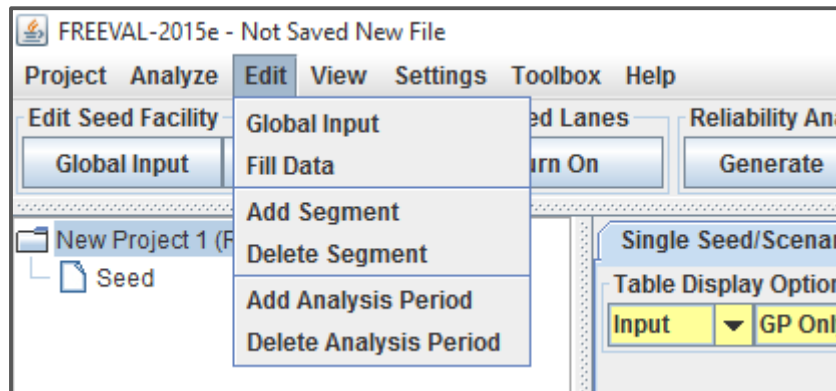 FREEVAL-2015e - Not Saved New File
Project Analyze Edit View Settings Toolbox Help
Edit Seed Facility ed Lanes Reliability An
Global Input urn On Generate
Global Input
Fill Data
Add Segment
Delete Segment
Add Analysis Period
Delete Analysis Period
New Project 1 (
Seed
Single Seed/Scenar
Table Display Option
Input GP Onl